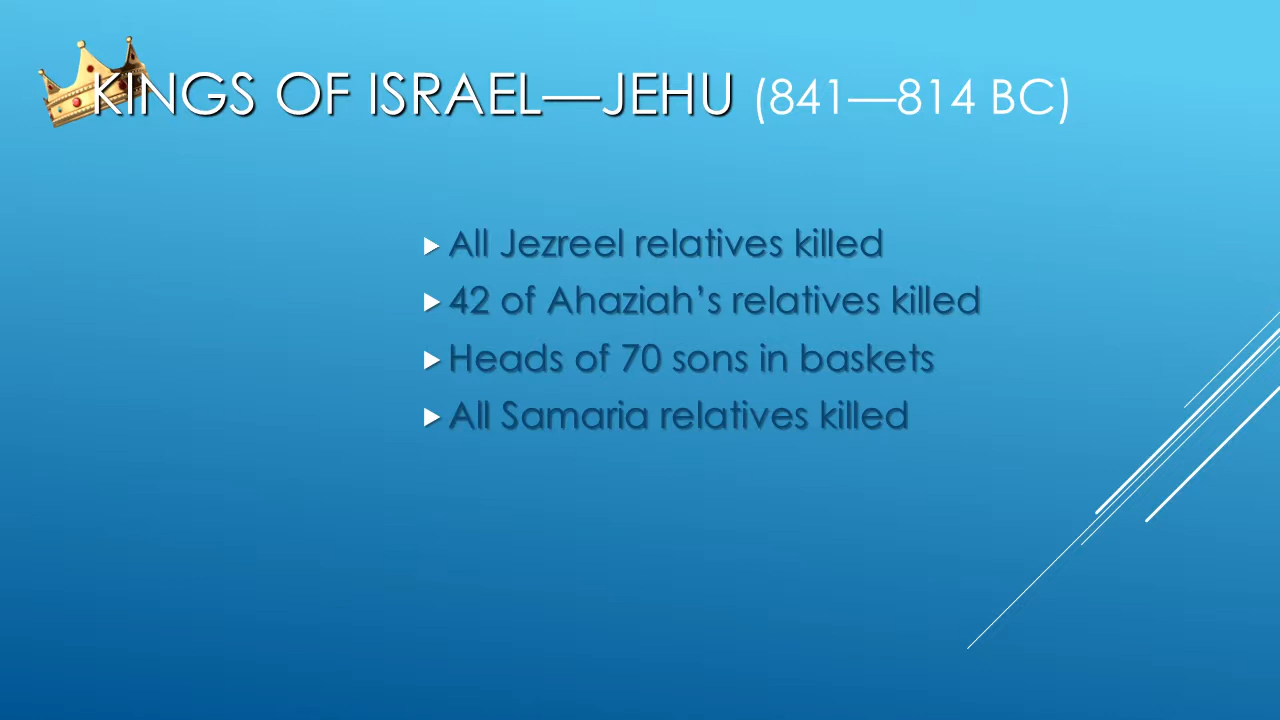 KINGS OF ISRAEL—JEHU (841—814 BC)
All Jezreel relatives killed
42 of Ahaziah’s relatives killed
Heads of 70 sons in baskets
All Samaria relatives killed